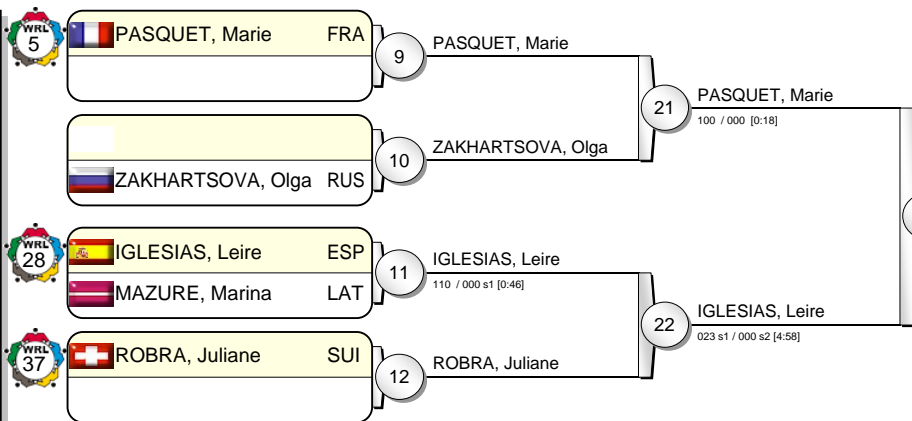 WRL
5
PASQUET, Marie FRA
9
PASQUET, Marie
21
PASQUET, Marie
100 / 000 [0:18]
10
ZAKHARTSOVA, Olga
ZAKHARTSOVA, Olga RUS
WRL
28
IGLESIAS, Leire ESP
MAZURE, Marina LAT
11
IGLESIAS, Leire
110 / 000 s1 [0:46]
22
IGLESIAS, Leire
023 s1 / 000 s2 [4:58]
WRL
37
ROBRA, Juliane SUI
12
ROBRA, Juliane